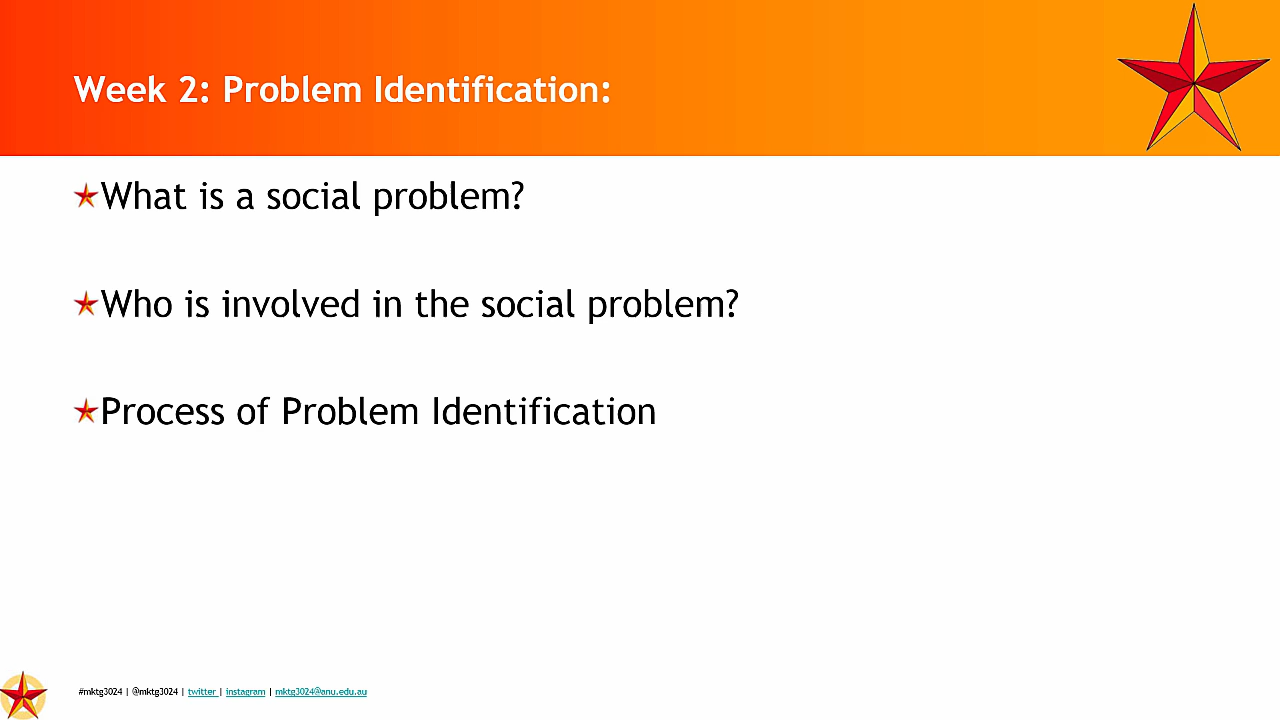 Week 2: Problem Identification:
What is a social problem?
Who is involved in the social problem?
Process of Problem Identification
#mktg3024 | @mktg3024 | twitter | instagram | mktg3024@anu.edu.au